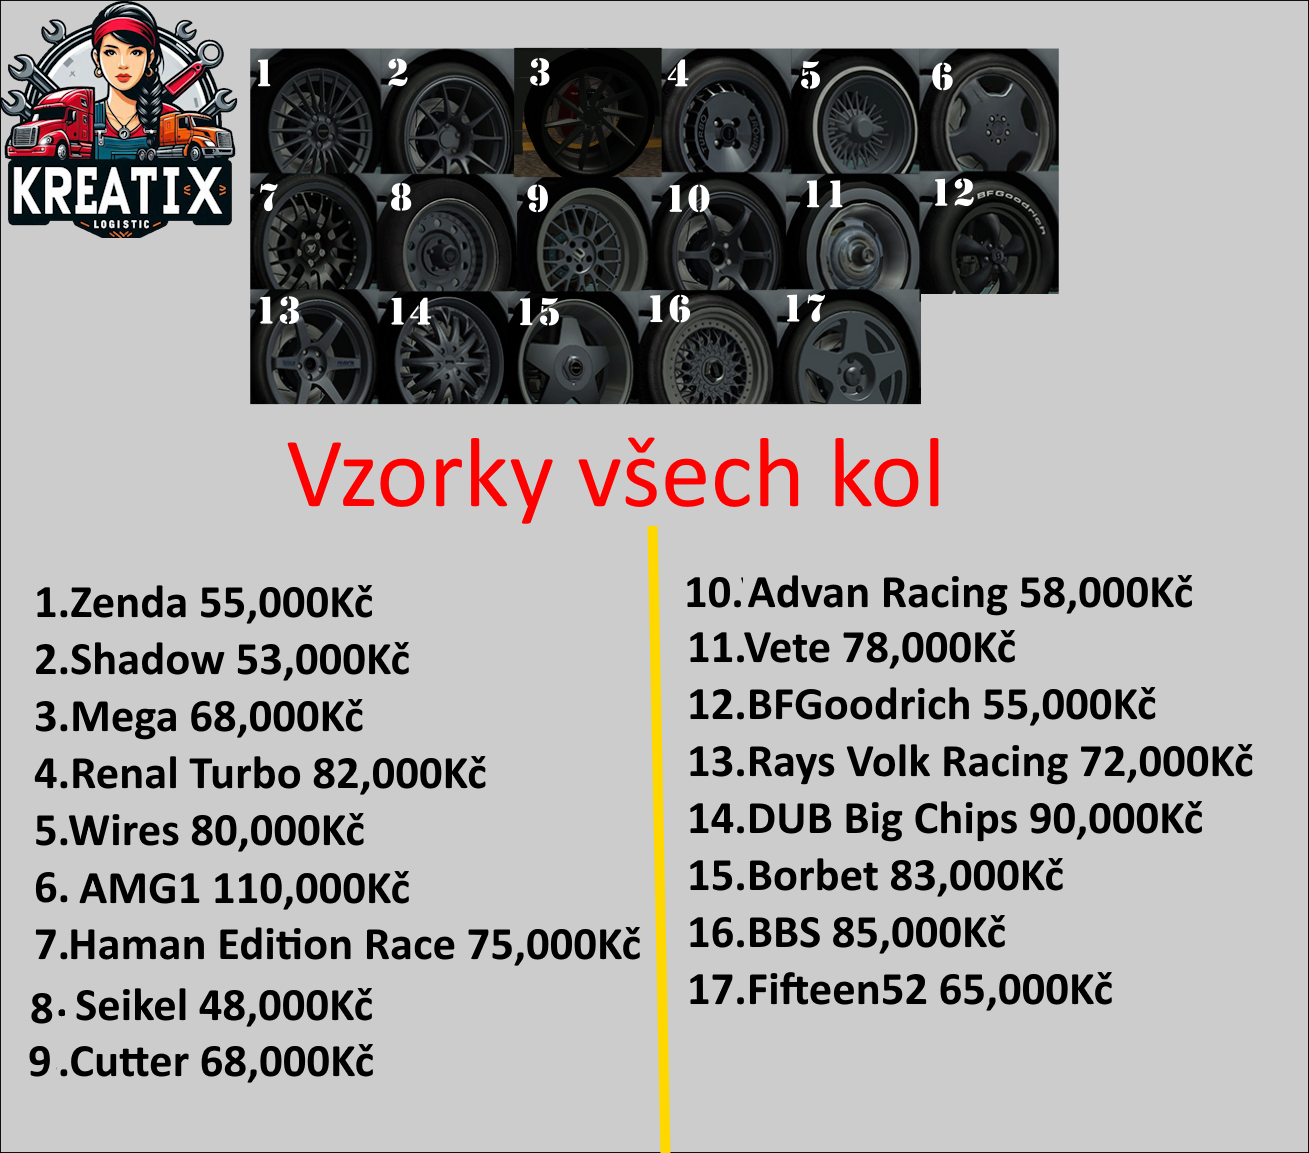 KREATIX
LOGISTIC
1 2 3 4 5 6
7 8 9 10 11 12
BFGoodrich
13 14 15 16 17
Vzorky všech kol
1.Zenda 55,000Kč
2.Shadow 53,000Kč
3.Mega 68,000Kč
4.Renal Turbo 82,000Kč
5.Wires 80,000Kč
6. AMG1 110,000Kč
7.Haman Edition Race 75,000Kč
8. Seikel 48,000Kč
9 .Cutter 68,000Kč
10.'Advan Racing 58,000Kč
11.Vete 78,000Kč
12.BFGoodrich 55,000Kč
13.Rays Volk Racing 72,000Kč
14.DUB Big Chips 90,000Kč
15.Borbet 83,000Kč
16.BBS 85,000Kč
17.Fifteen52 65,000Kč